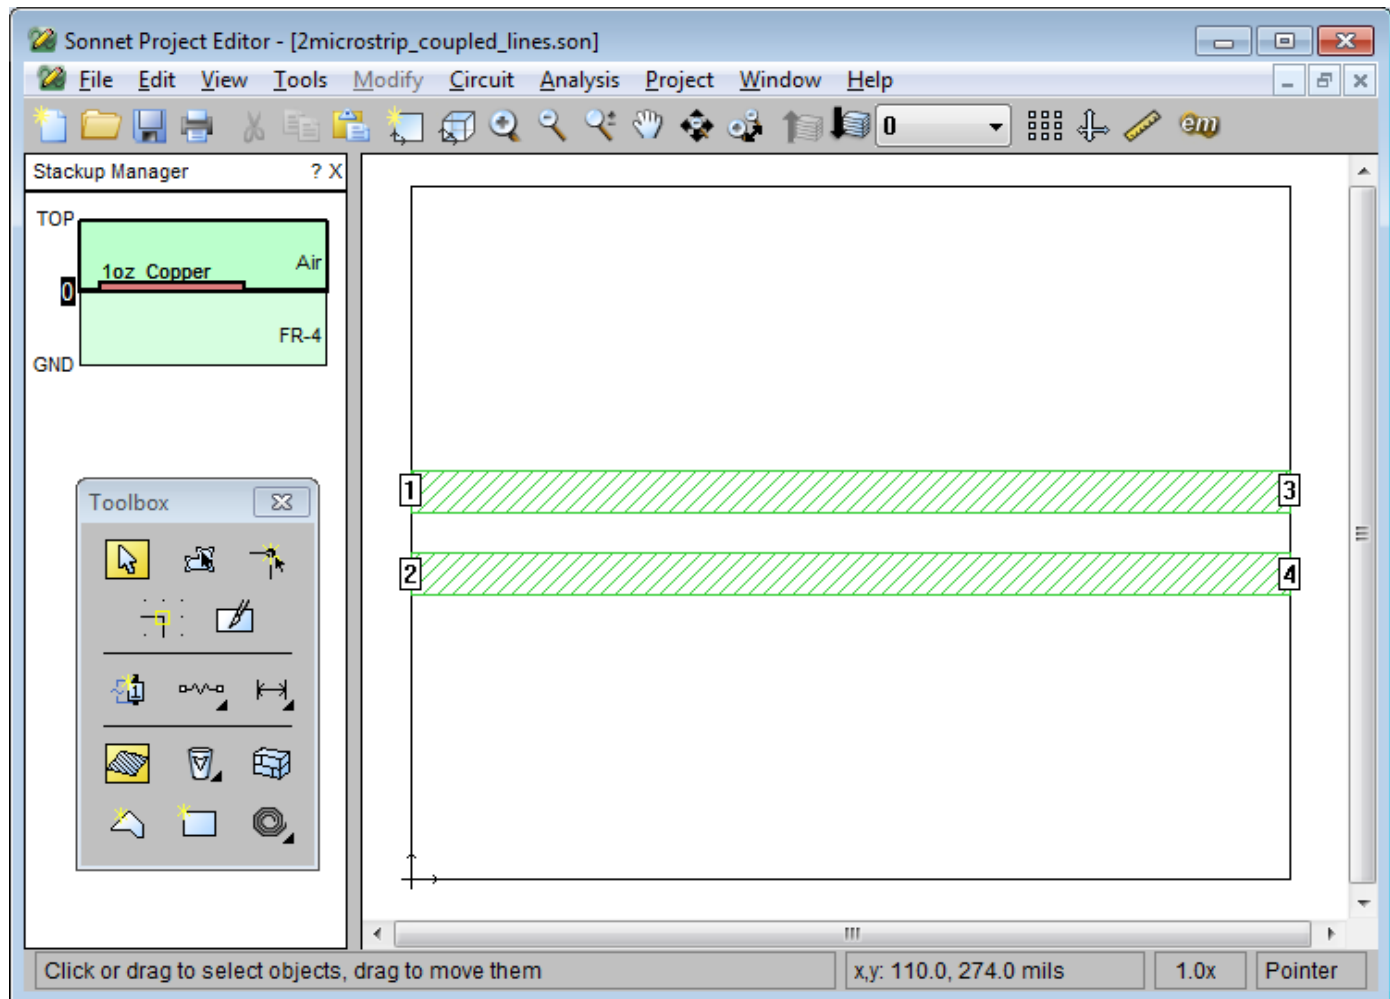 Sonnet Project Editor - [2microstrip_coupled_lines.son]
File Edit View Tools Modify Circuit Analysis Project Window Help
0
em
Stackup Manager ? X
TOP
Air
1oz Copper
0
FR-4
GND
1
3
Toolbox
2
4
1
Click or drag to select objects, drag to move them
x,y: 110.0, 274.0 mils
1.0x
Pointer